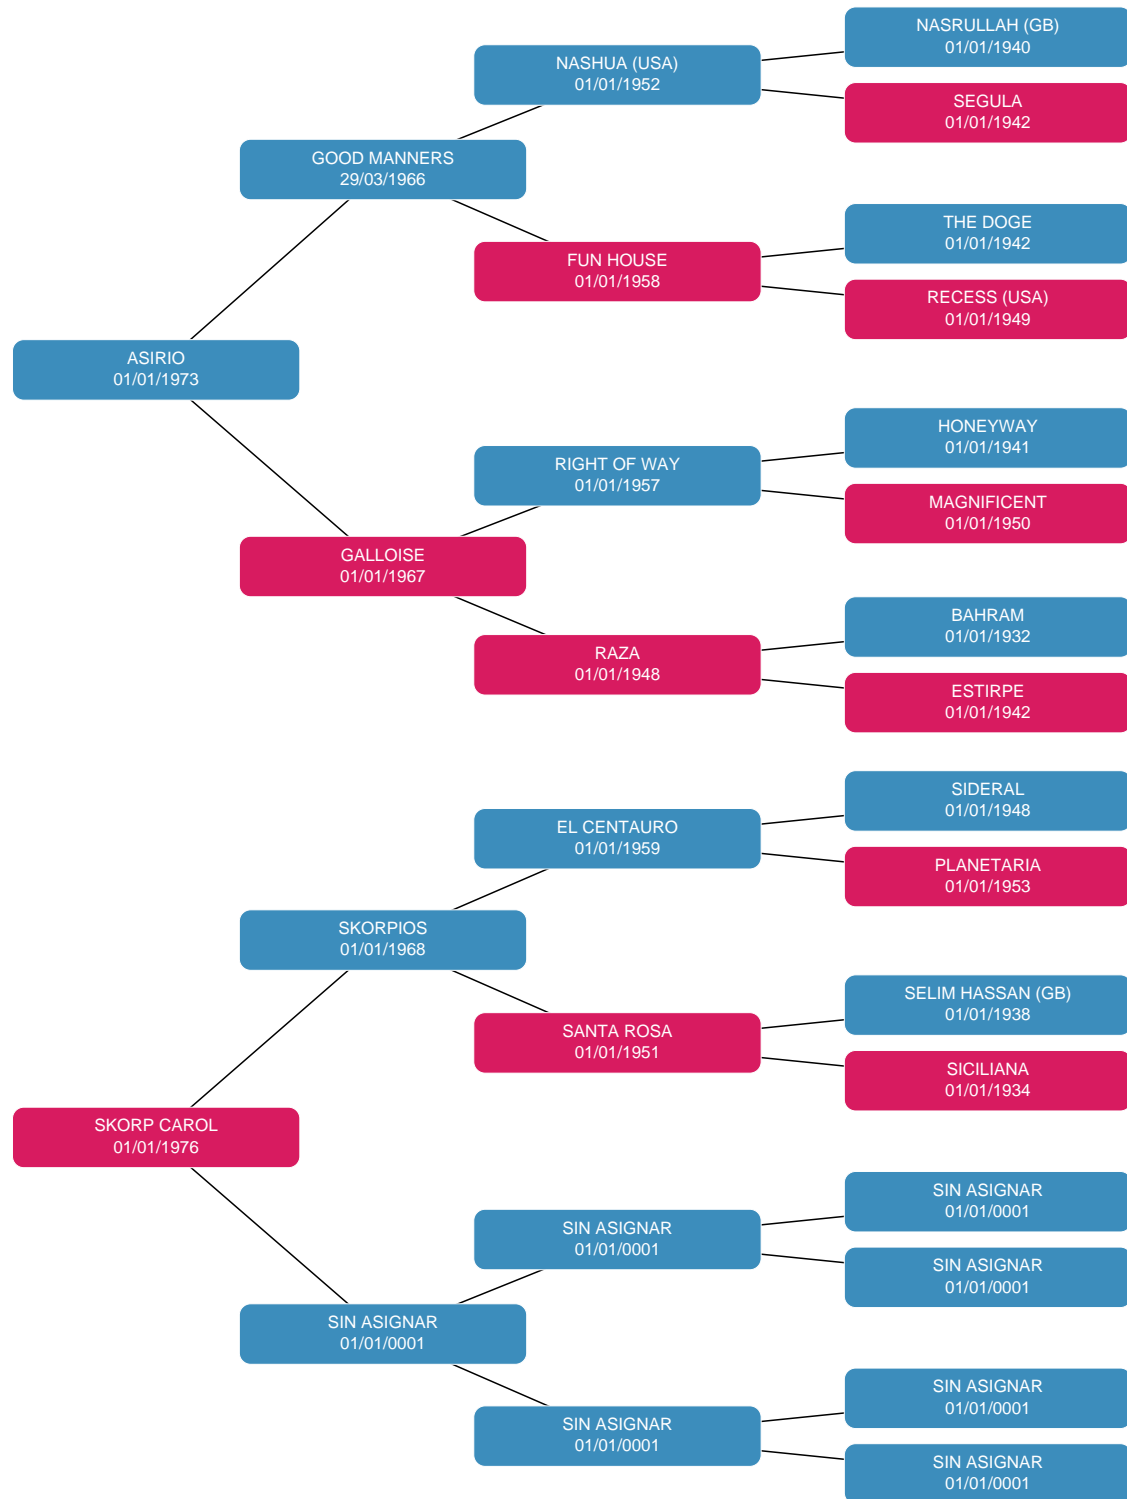 NASRULLAH (GB)
01/01/1940
NASHUA (USA)
01/01/1952
SEGULA
01/01/1942
GOOD MANNERS
29/03/1966
THE DOGE
01/01/1942
FUN HOUSE
01/01/1958
RECESS (USA)
01/01/1949
ASIRIO
01/01/1973
HONEYWAY
01/01/1941
RIGHT OF WAY
01/01/1957
MAGNIFICENT
01/01/1950
GALLOISE
01/01/1967
BAHRAM
01/01/1932
RAZA
01/01/1948
ESTIRPE
01/01/1942
SIDERAL
01/01/1948
EL CENTAURO
01/01/1959
PLANETARIA
01/01/1953
SKORPIOS
01/01/1968
SELIM HASSAN (GB)
01/01/1938
SANTA ROSA
01/01/1951
SICILIANA
01/01/1934
SKORP CAROL
01/01/1976
SIN ASIGNAR
01/01/0001
SIN ASIGNAR
01/01/0001
SIN ASIGNAR
01/01/0001
SIN ASIGNAR
01/01/0001
SIN ASIGNAR
01/01/0001
SIN ASIGNAR
01/01/0001
SIN ASIGNAR
01/01/0001